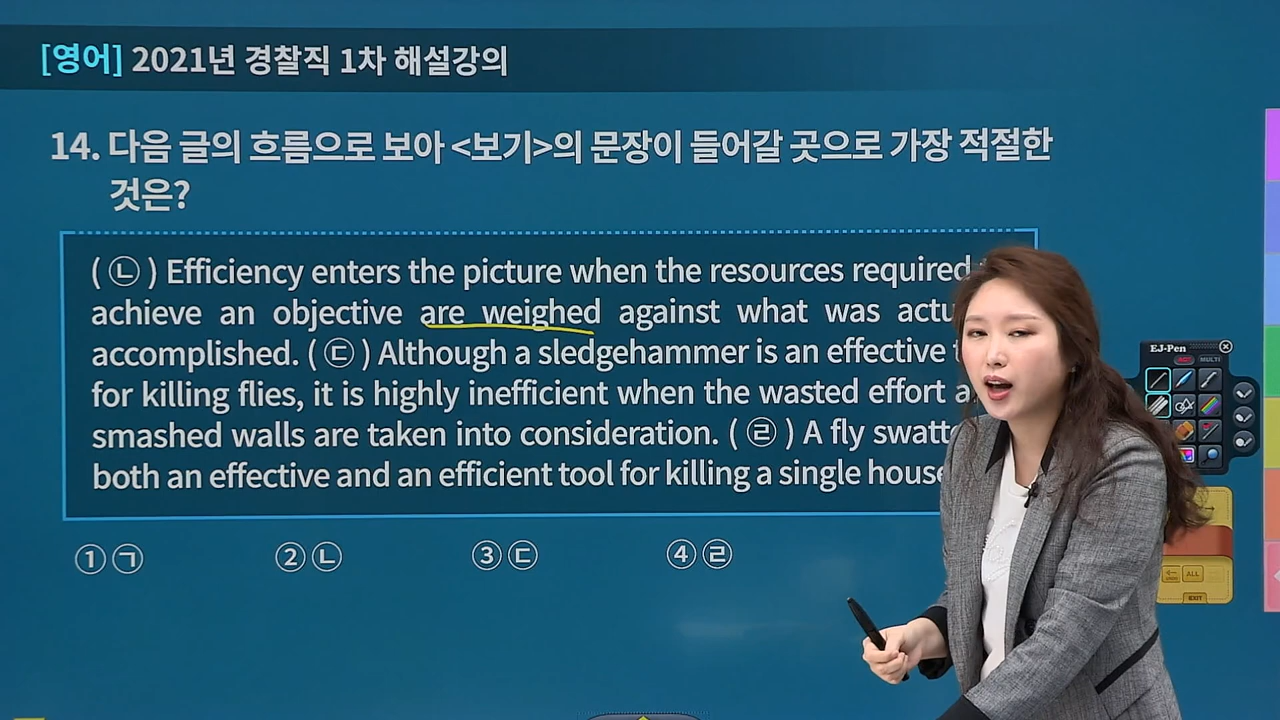 [영어] 2021년 경찰직 1차 해설강의
14. 다음 글의 흐름으로 보아 <보기>의 문장이 들어갈 곳으로 가장 적절한
것은?
( ㉡ ) Efficiency enters the picture when the resources required
achieve an objective are weighed against what was
accomplished. ( ㉢ ) Although a sledgehammer is an effective
for killing flies, it is highly inefficient when the wasted effort
smashed walls are taken into consideration. ( ㉣ ) A fly
both an effective and an efficient tool for killing a single
① ㉠ ② ㉡ ③ ㉢ ④ ㉣
EJ-Pen
MULTI
ALL
EXIT